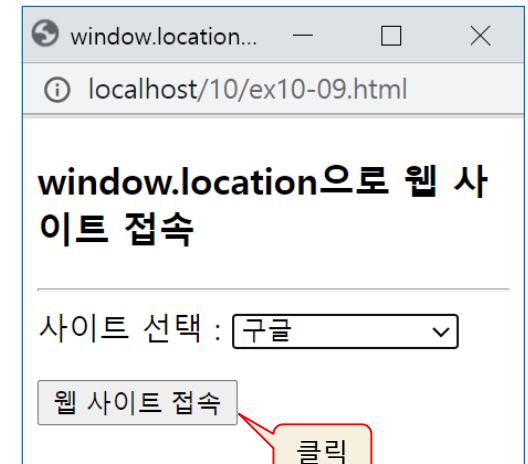 window.location...
localhost/10/ex10-09.html
window.location으로 웹 사
이트 접속
사이트 선택 : 구글
웹 사이트 접속
클릭